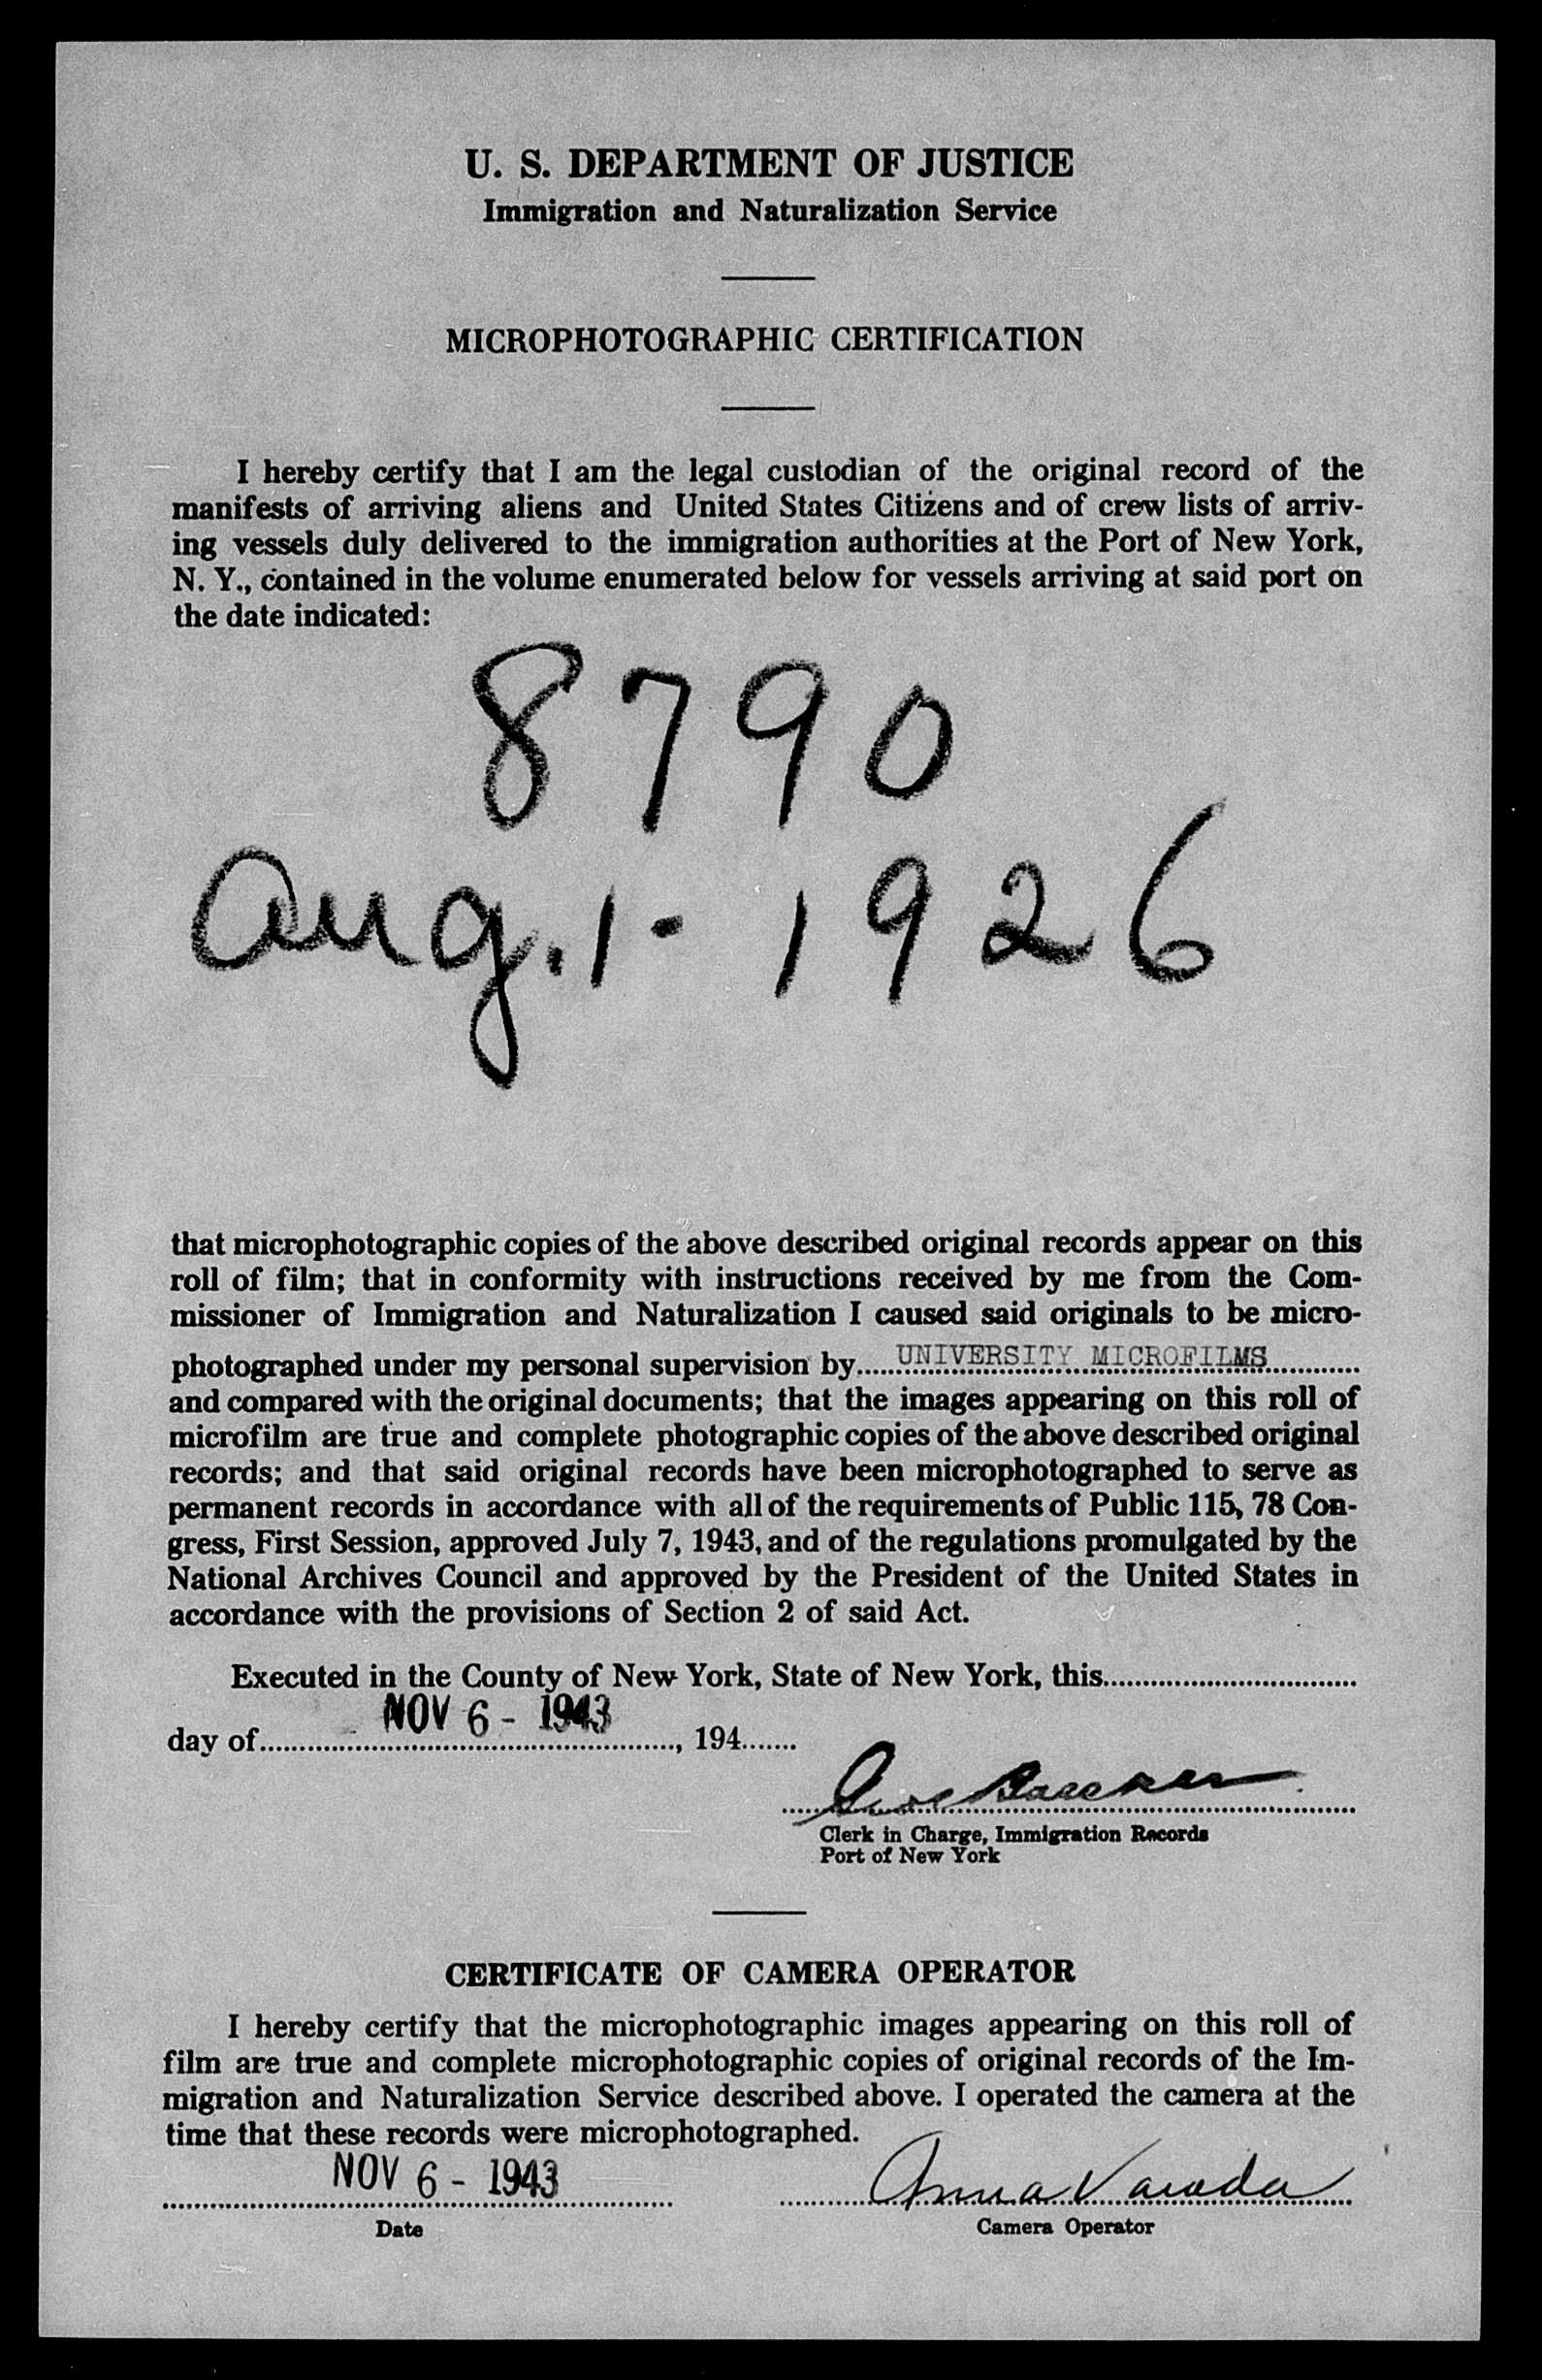 U. S. DEPARTMENT OF JUSTICE
Immigration and Naturalization Service
MICROPHOTOGRAPHIC CERTIFICATION
I hereby certify that I am the legal custodian of the original record of the
manifests of arriving aliens and United States Citizens and of crew lists of arriv-
ing vessels duly delivered to the immigration authorities at the Port of New York,
N. Y., contained in the volume enumerated below for vessels arriving at said port on
the date indicated:
8790
Aug. 1 - 1926
that microphotographic copies of the above described original records appear on this
roll of film; that in conformity with instructions received by me from the Com-
missioner of Immigration and Naturalization I caused said originals to be micro-
photographed under my personal supervision by.....UNIVERSITY MICROFILMS............
and compared with the original documents; that the images appearing on this roll of
microfilm are true and complete photographic copies of the above described original
records; and that said original records have been microphotographed to serve as
permanent records in accordance with all of the requirements of Public 115, 78 Con-
gress, First Session, approved July 7, 1943, and of the regulations promulgated by the
National Archives Council and approved by the President of the United States in
accordance with the provisions of Section 2 of said Act.
Executed in the County of New York, State of New York, this................................
NOV 6 - 1943
day of....................................................., 194.......
Clerk in Charge, Immigration Records
Port of New York
CERTIFICATE OF CAMERA OPERATOR
I hereby certify that the microphotographic images appearing on this roll of
film are true and complete microphotographic copies of original records of the Im-
migration and Naturalization Service described above. I operated the camera at the
time that these records were microphotographed.
NOV 6 - 1943 Anna
Date Camera Operator